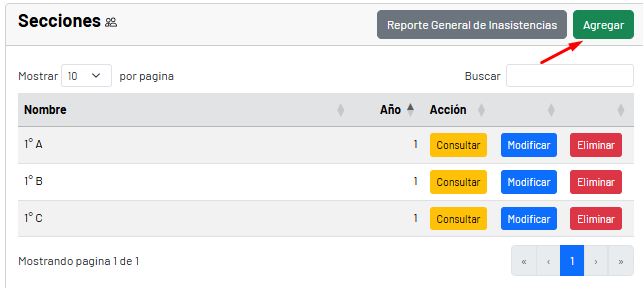 Secciones
Reporte General de Inasistencias Agregar
Mostrar 10 por pagina Buscar
Nombre Año Acción
1° A 1 Consultar Modificar Eliminar
1° B 1 Consultar Modificar Eliminar
1° C 1 Consultar Modificar Eliminar
Mostrando pagina 1 de 1 « ‹ 1 › »